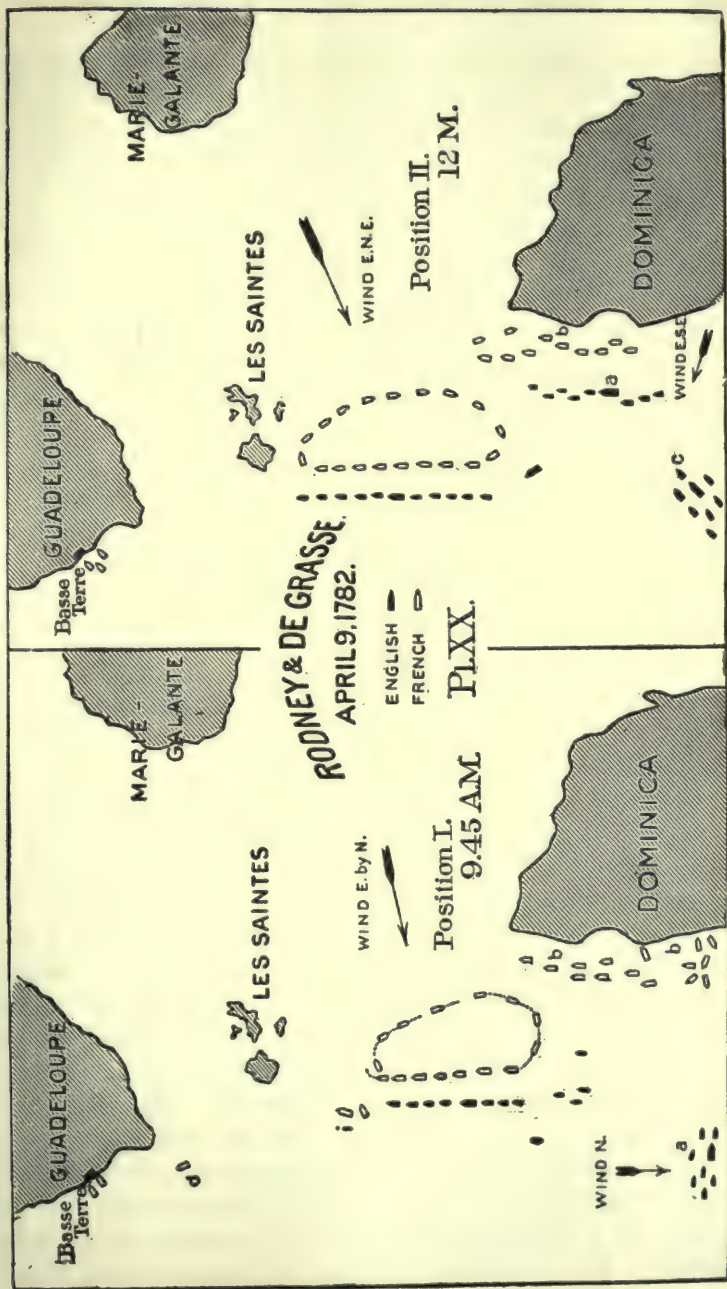 GUADELOUPE
Basse
Terre
d
LES SAINTES
MARIE-
GALANTE
WIND E. by N.
Position I.
9.45 A.M.
i
b
b
DOMINICA
WIND N.
a
RODNEY & DE GRASSE.
APRIL 9, 1782.
ENGLISH
FRENCH
Pl.XX.
GUADELOUPE
Basse
Terre
LES SAINTES
MARIE-
GALANTE
WIND E.N.E.
Position II.
12 M.
b
a
DOMINICA
WIND E.S.E.
c